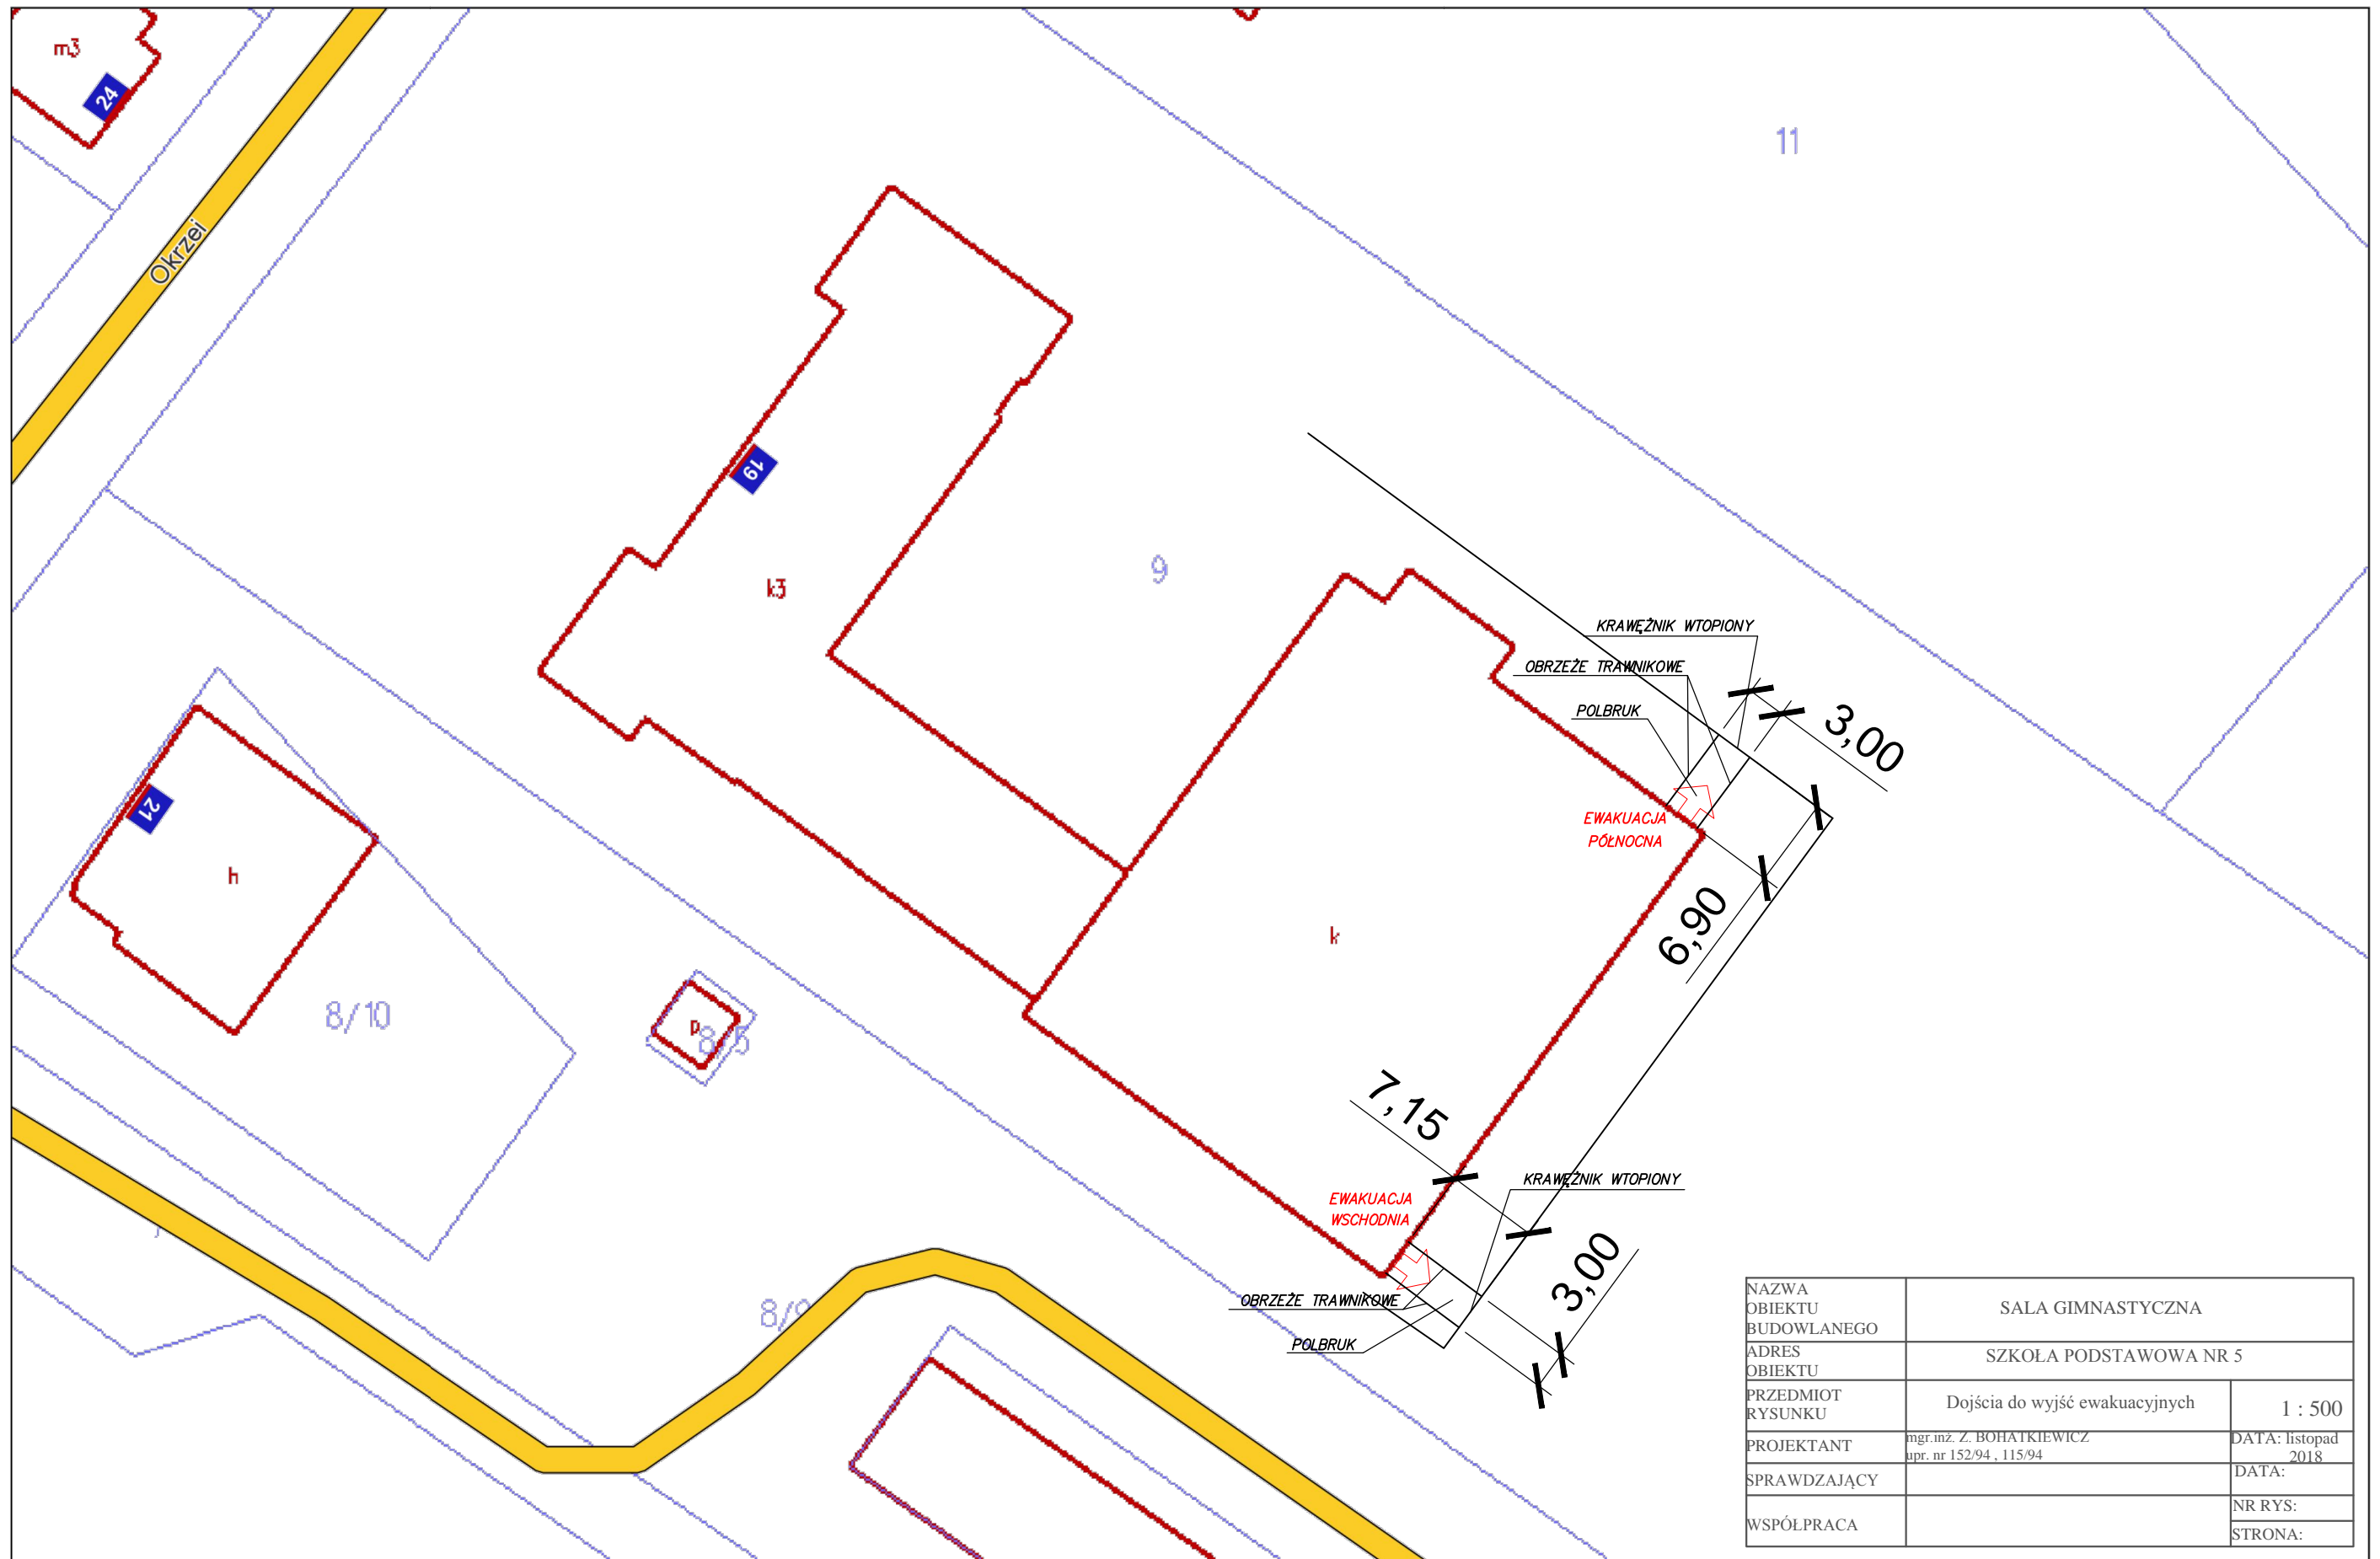 m3
24
11
Okrzei
19
k3
9
KRAWĘŻNIK WTOPIONY
OBRZEŻE TRAWNIKOWE
POLBRUK
3,00
EWAKUACJA
PÓŁNOCNA
21
h
6,90
k
8/10
p
8/5
7,15
KRAWĘŻNIK WTOPIONY
EWAKUACJA
WSCHODNIA
3,00
OBRZEŻE TRAWNIKOWE
POLBRUK
8/9
NAZWA
OBIEKTU
BUDOWLANEGO
SALA GIMNASTYCZNA
ADRES
OBIEKTU
SZKOŁA PODSTAWOWA NR 5
PRZEDMIOT
RYSUNKU
Dojścia do wyjść ewakuacyjnych
1 : 500
PROJEKTANT
mgr.inż. Z. BOHATKIEWICZ
upr. nr 152/94 , 115/94
DATA: listopad
2018
SPRAWDZAJĄCY
DATA:
WSPÓŁPRACA
NR RYS:
STRONA: